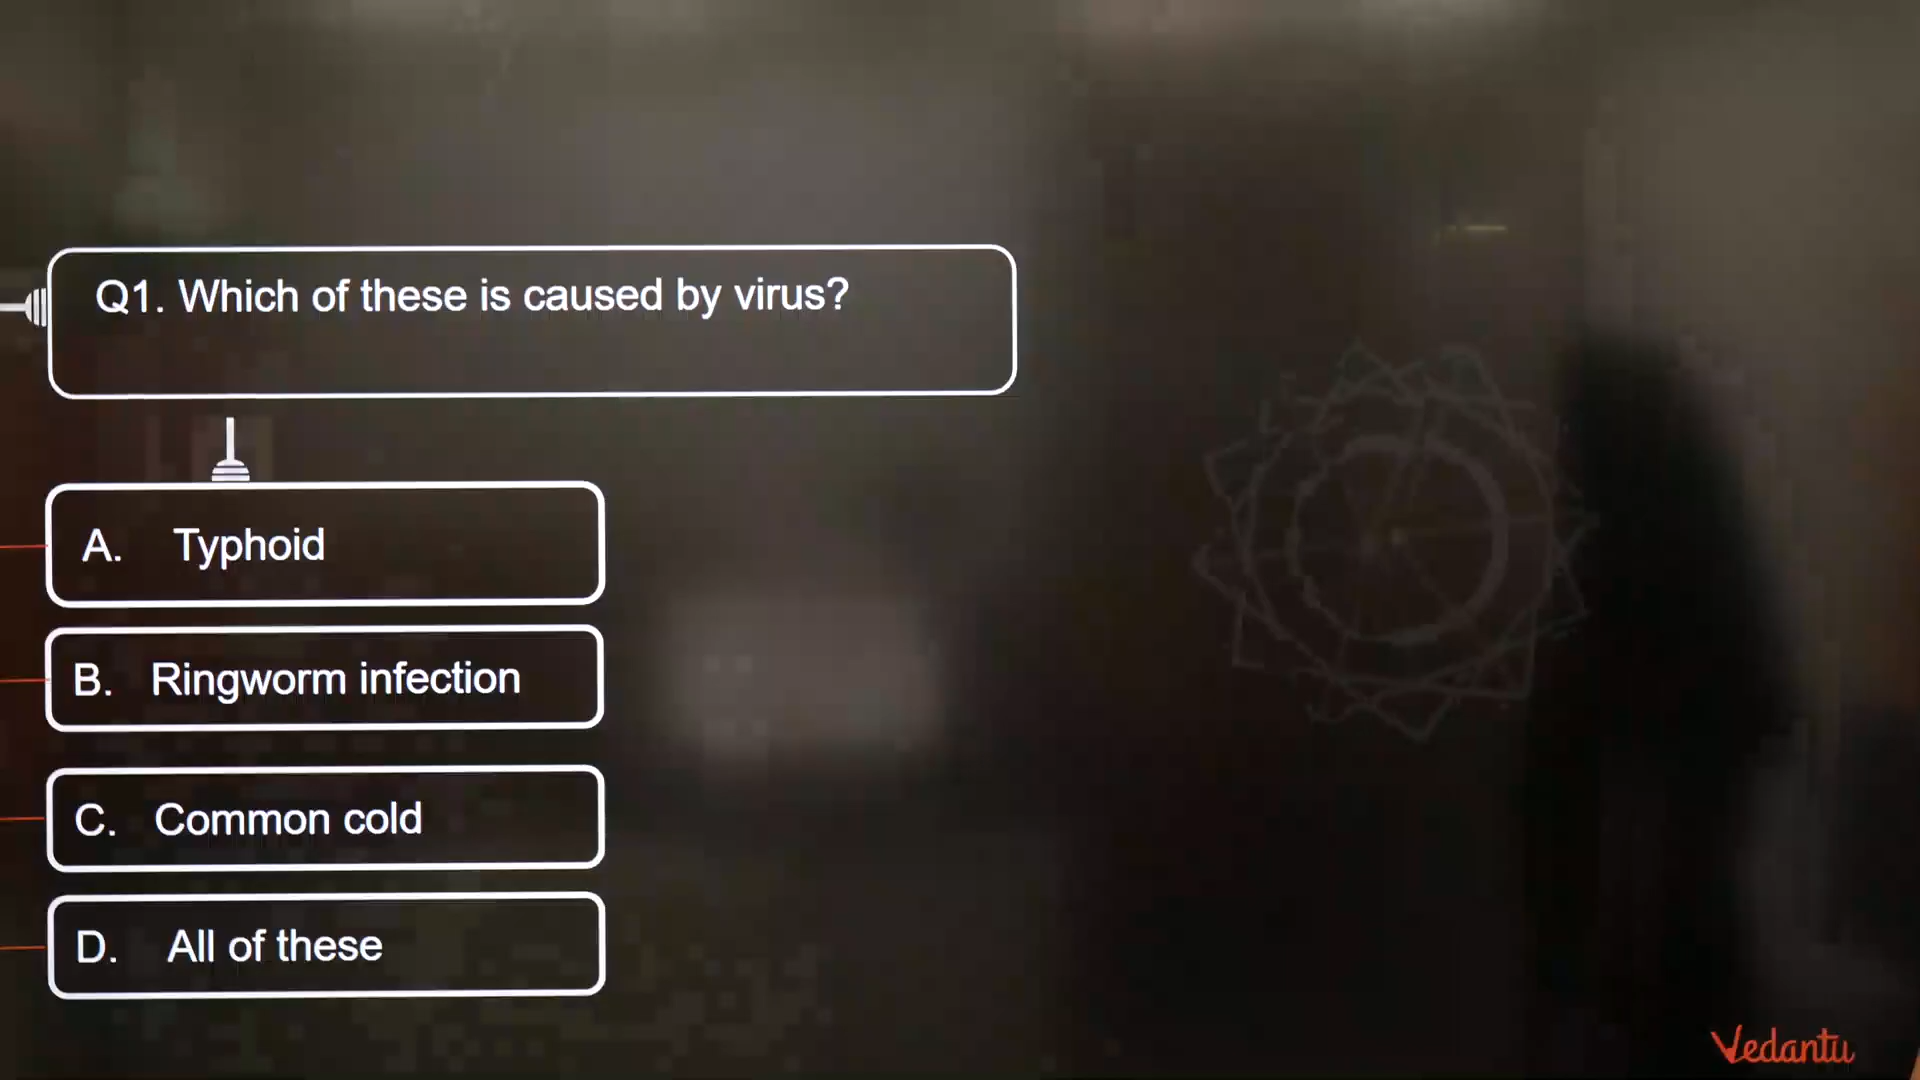 Q1. Which of these is caused by virus?
A. Typhoid
B. Ringworm infection
C. Common cold
D. All of these
Vedantu